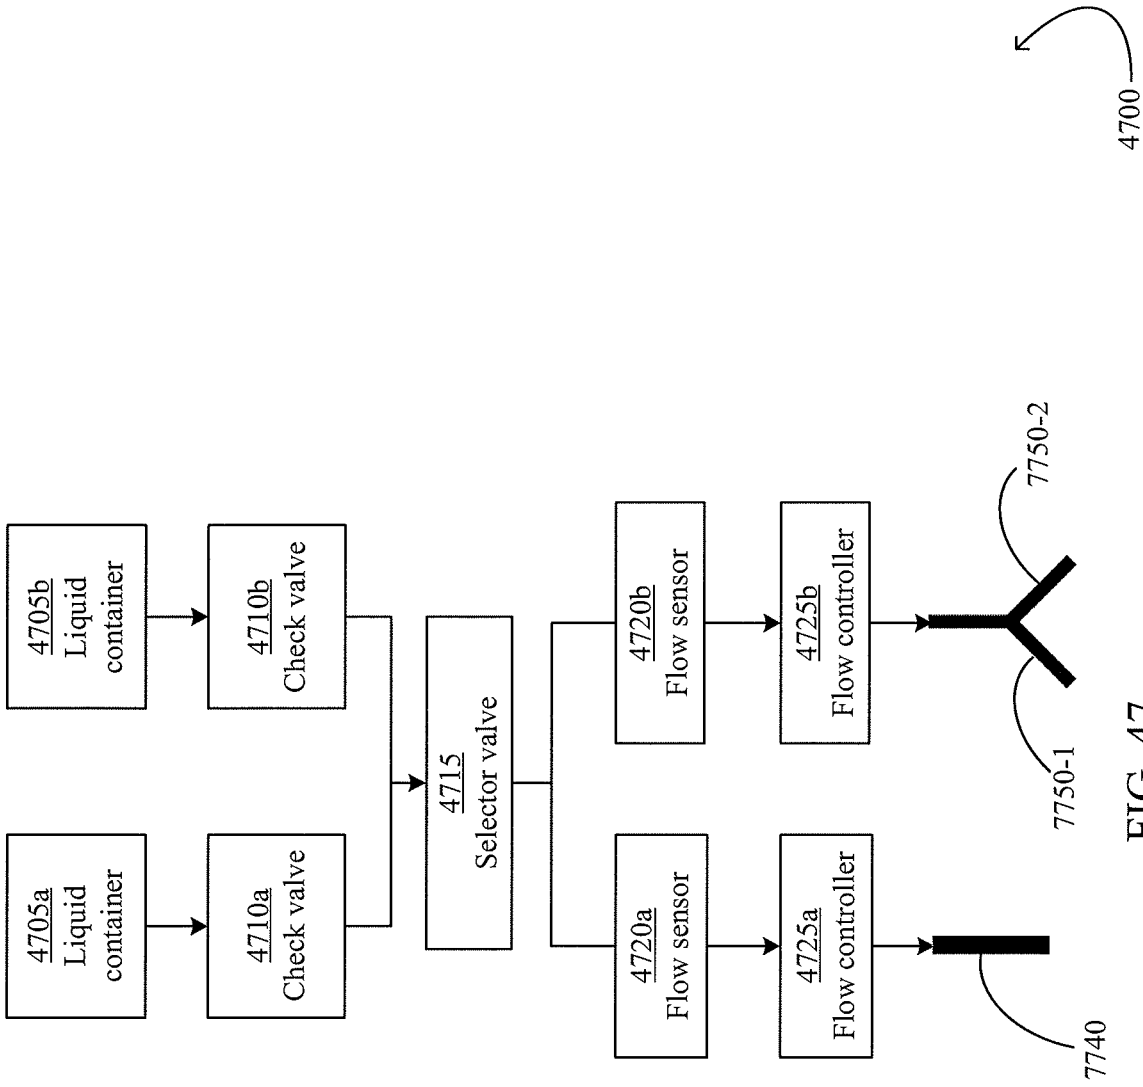 4705a
Liquid
container
4705b
Liquid
container
4710a
Check valve
4710b
Check valve
4715
Selector valve
4720a
Flow sensor
4720b
Flow sensor
4725a
Flow controller
4725b
Flow controller
7740
7750-1
7750-2
FIG. 47
4700